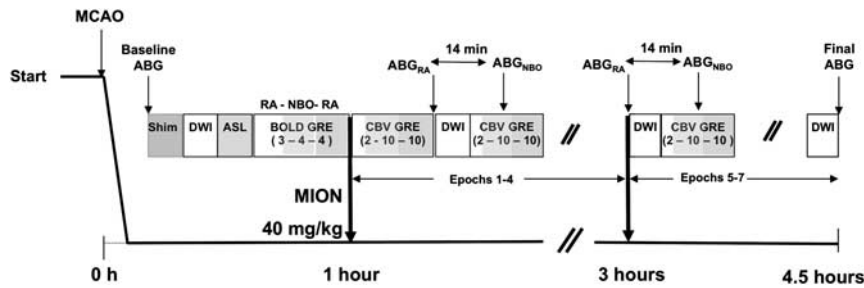 MCAO
Baseline
ABG
Start
14 min
ABG_RA
ABG_NBO
ABG_RA
14 min
ABG_NBO
Final
ABG
RA - NBO- RA
Shim
DWI
ASL
BOLD GRE
( 3 – 4 – 4 )
CBV GRE
(2 - 10 – 10)
DWI
CBV GRE
(2 – 10 – 10)
DWI
CBV GRE
(2 – 10 – 10)
DWI
MION
40 mg/kg
Epochs 1-4
Epochs 5-7
0 h
1 hour
3 hours
4.5 hours